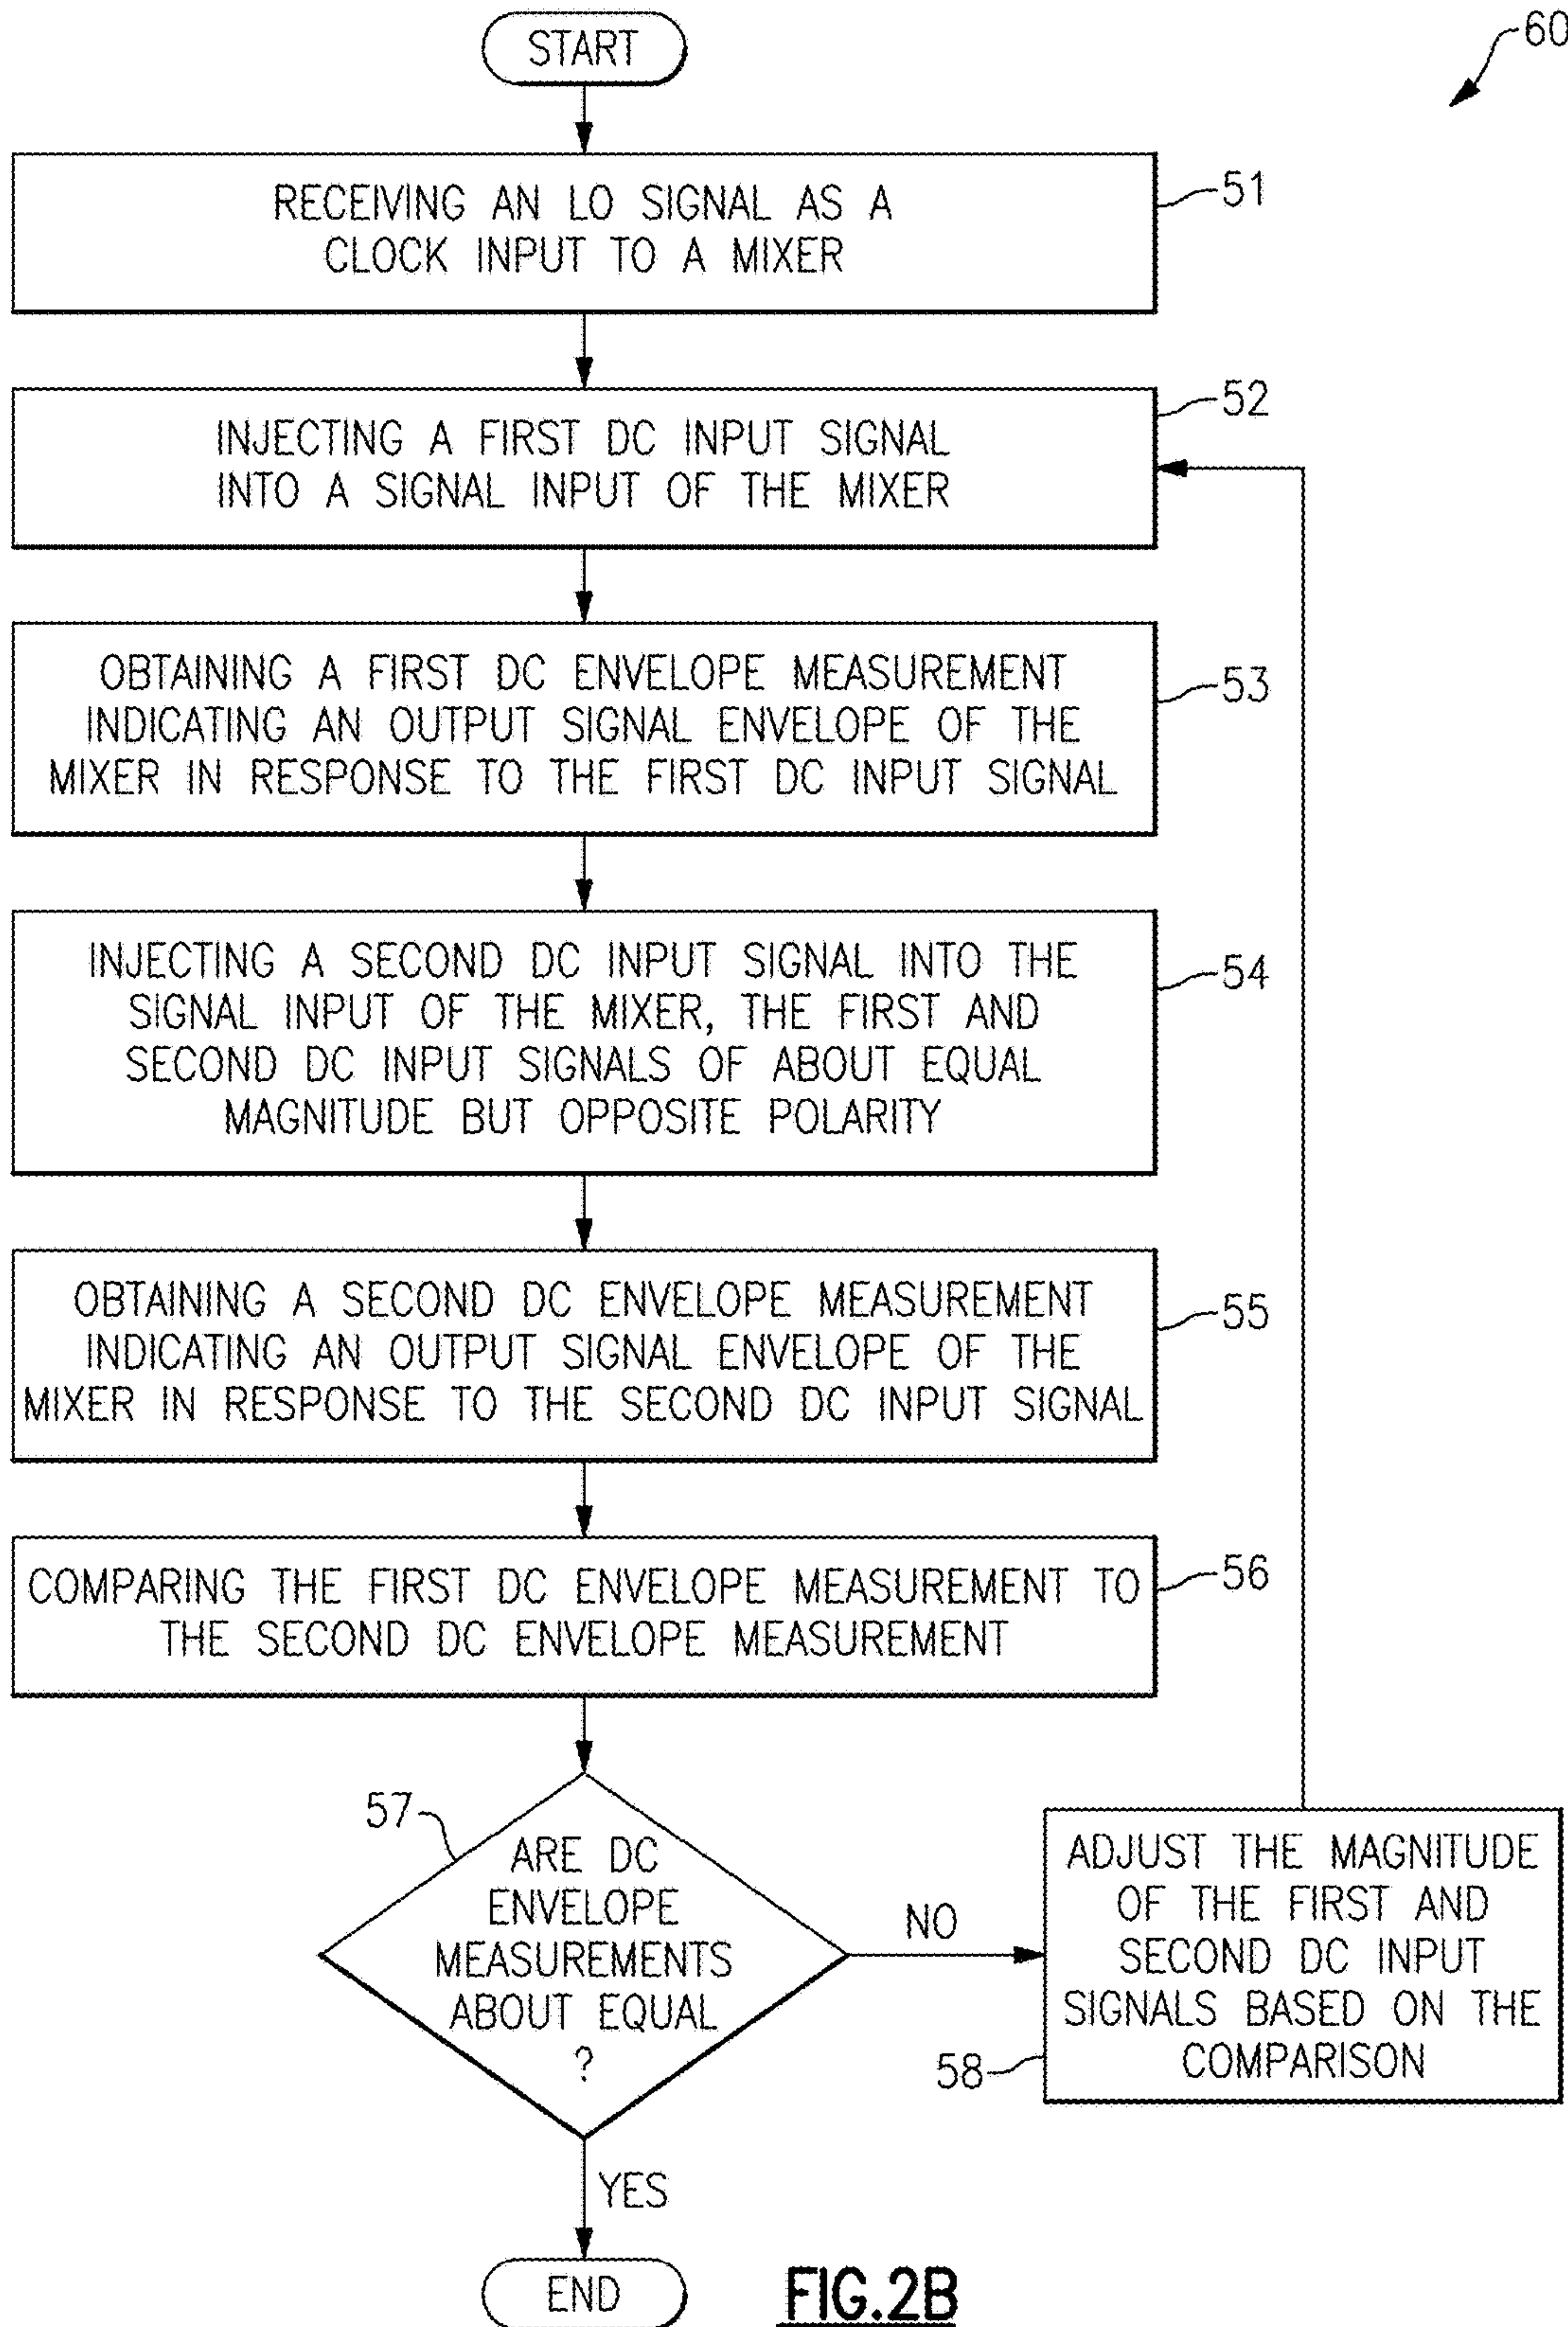 START
60
RECEIVING AN LO SIGNAL AS A
CLOCK INPUT TO A MIXER
51
INJECTING A FIRST DC INPUT SIGNAL
INTO A SIGNAL INPUT OF THE MIXER
52
OBTAINING A FIRST DC ENVELOPE MEASUREMENT
INDICATING AN OUTPUT SIGNAL ENVELOPE OF THE
MIXER IN RESPONSE TO THE FIRST DC INPUT SIGNAL
53
INJECTING A SECOND DC INPUT SIGNAL INTO THE
SIGNAL INPUT OF THE MIXER, THE FIRST AND
SECOND DC INPUT SIGNALS OF ABOUT EQUAL
MAGNITUDE BUT OPPOSITE POLARITY
54
OBTAINING A SECOND DC ENVELOPE MEASUREMENT
INDICATING AN OUTPUT SIGNAL ENVELOPE OF THE
MIXER IN RESPONSE TO THE SECOND DC INPUT SIGNAL
55
COMPARING THE FIRST DC ENVELOPE MEASUREMENT TO
THE SECOND DC ENVELOPE MEASUREMENT
56
57
ARE DC
ENVELOPE
MEASUREMENTS
ABOUT EQUAL
?
NO
ADJUST THE MAGNITUDE
OF THE FIRST AND
SECOND DC INPUT
SIGNALS BASED ON THE
COMPARISON
58
YES
END
FIG.2B